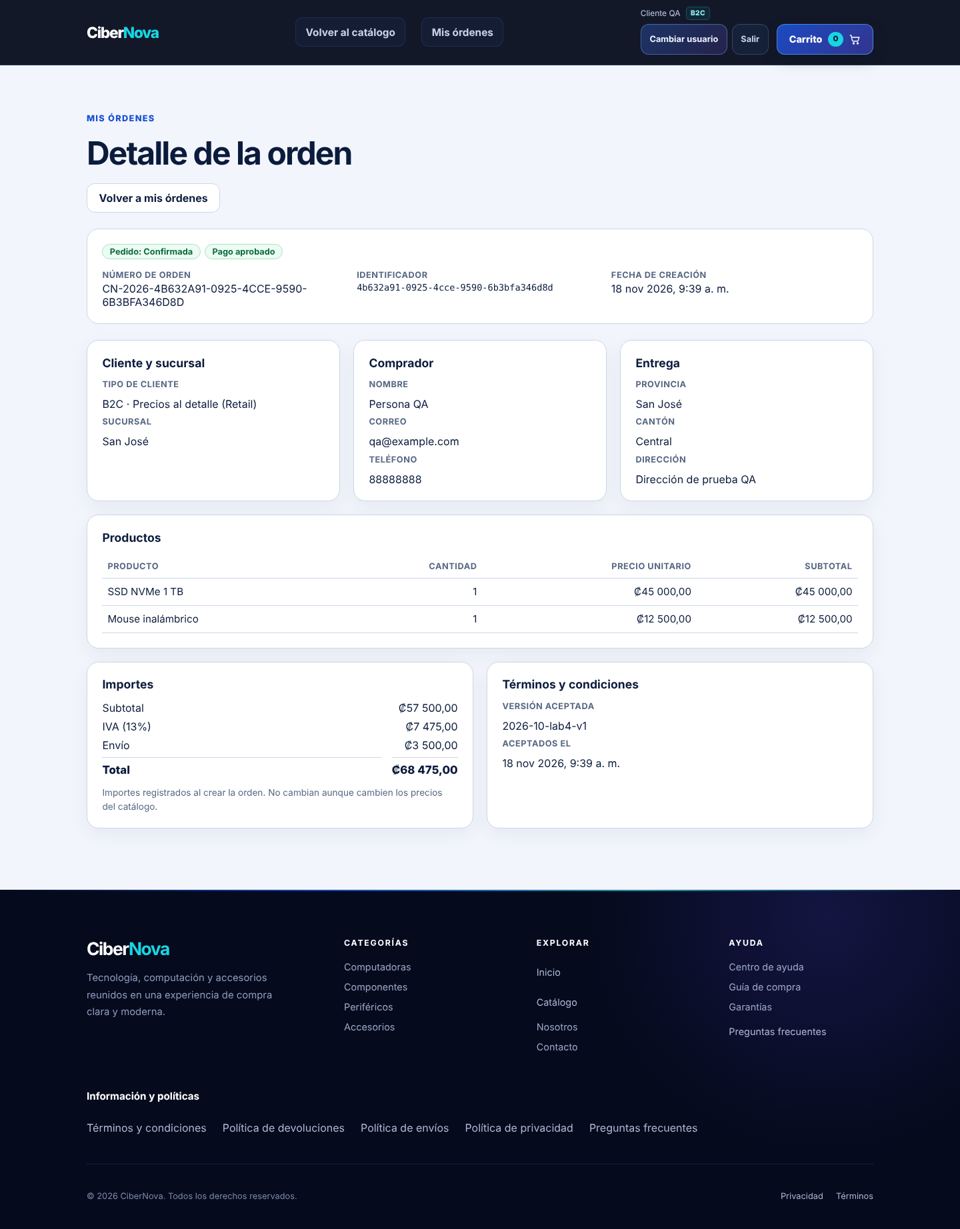 CiberNova
Volver al catálogo
Mis órdenes
Cliente QA B2C
Cambiar usuario
Salir
Carrito 0
MIS ÓRDENES
Detalle de la orden
Volver a mis órdenes
Pedido: Confirmada
Pago aprobado
NÚMERO DE ORDEN
CN-2026-4B632A91-0925-4CCE-9590-
6B3BFA346D8D
IDENTIFICADOR
4b632a91-0925-4cce-9590-6b3bfa346d8d
FECHA DE CREACIÓN
18 nov 2026, 9:39 a. m.
Cliente y sucursal
TIPO DE CLIENTE
B2C · Precios al detalle (Retail)
SUCURSAL
San José
Comprador
NOMBRE
Persona QA
CORREO
qa@example.com
TELÉFONO
88888888
Entrega
PROVINCIA
San José
CANTÓN
Central
DIRECCIÓN
Dirección de prueba QA
Productos
PRODUCTO CANTIDAD PRECIO UNITARIO SUBTOTAL
SSD NVMe 1 TB 1 ₡45 000,00 ₡45 000,00
Mouse inalámbrico 1 ₡12 500,00 ₡12 500,00
Importes
Subtotal ₡57 500,00
IVA (13%) ₡7 475,00
Envío ₡3 500,00
Total ₡68 475,00
Importes registrados al crear la orden. No cambian aunque cambien los precios
del catálogo.
Términos y condiciones
VERSIÓN ACEPTADA
2026-10-lab4-v1
ACEPTADOS EL
18 nov 2026, 9:39 a. m.
CiberNova
Tecnología, computación y accesorios
reunidos en una experiencia de compra
clara y moderna.
CATEGORÍAS
Computadoras
Componentes
Periféricos
Accesorios
EXPLORAR
Inicio
Catálogo
Nosotros
Contacto
AYUDA
Centro de ayuda
Guía de compra
Garantías
Preguntas frecuentes
Información y políticas
Términos y condiciones Política de devoluciones Política de envíos Política de privacidad Preguntas frecuentes
© 2026 CiberNova. Todos los derechos reservados.
Privacidad Términos